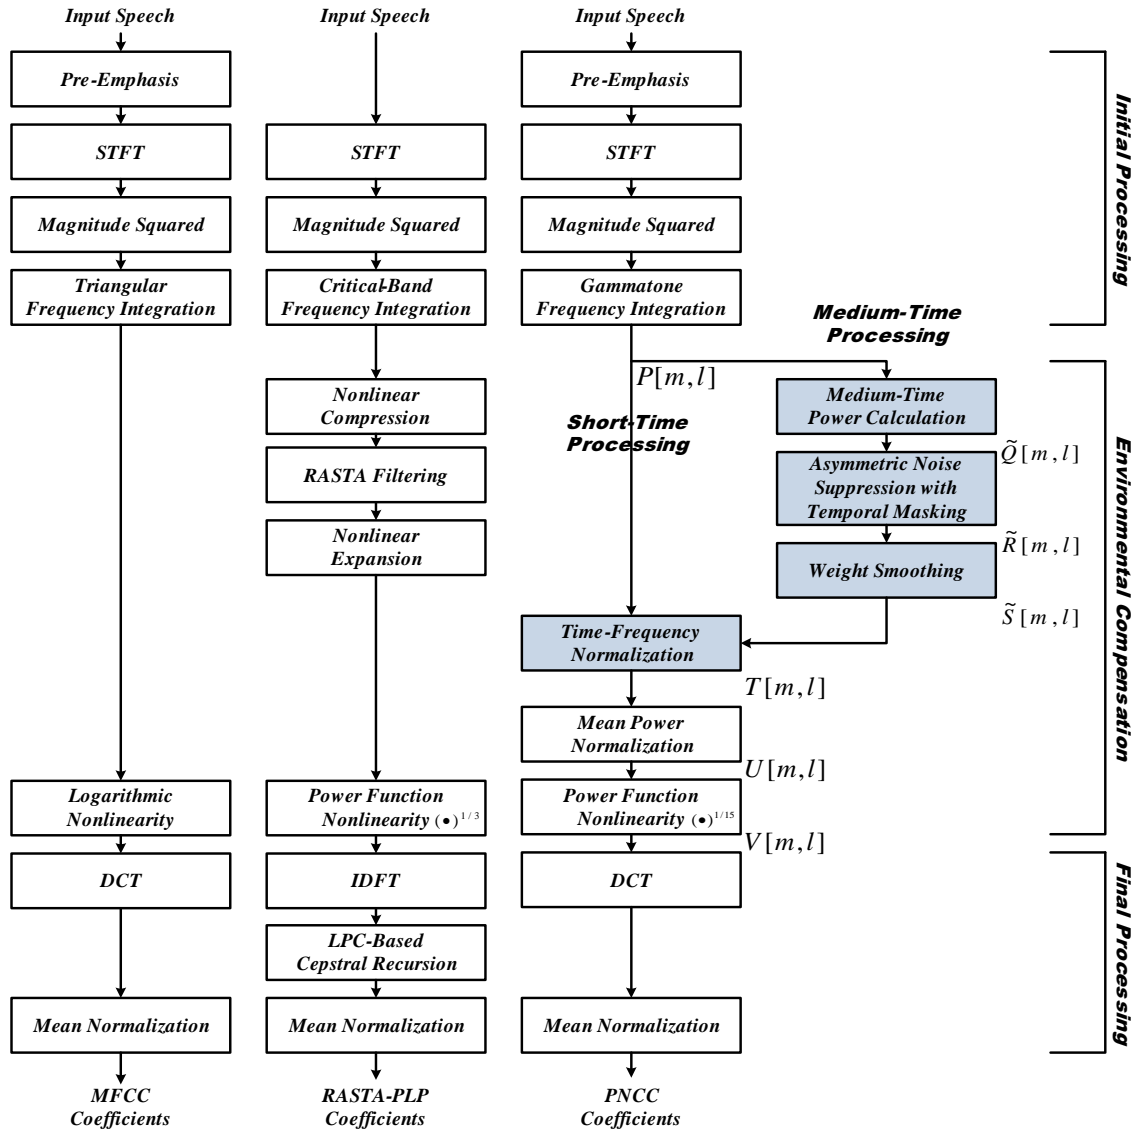 Input Speech
Pre-Emphasis
STFT
Magnitude Squared
Triangular
Frequency Integration
Logarithmic
Nonlinearity
DCT
Mean Normalization
MFCC
Coefficients
Input Speech
STFT
Magnitude Squared
Critical-Band
Frequency Integration
Nonlinear
Compression
RASTA Filtering
Nonlinear
Expansion
Power Function
Nonlinearity (•)^{1/3}
IDFT
LPC-Based
Cepstral Recursion
Mean Normalization
RASTA-PLP
Coefficients
Input Speech
Pre-Emphasis
STFT
Magnitude Squared
Gammatone
Frequency Integration
P[m,l]
Short-Time
Processing
Time-Frequency
Normalization
T[m,l]
Mean Power
Normalization
U[m,l]
Power Function
Nonlinearity (•)^{1/15}
V[m,l]
DCT
Mean Normalization
PNCC
Coefficients
Medium-Time
Processing
Medium-Time
Power Calculation
Q̃[m,l]
Asymmetric Noise
Suppression with
Temporal Masking
R̃[m,l]
Weight Smoothing
S̃[m,l]
Initial Processing
Environmental Compensation
Final Processing